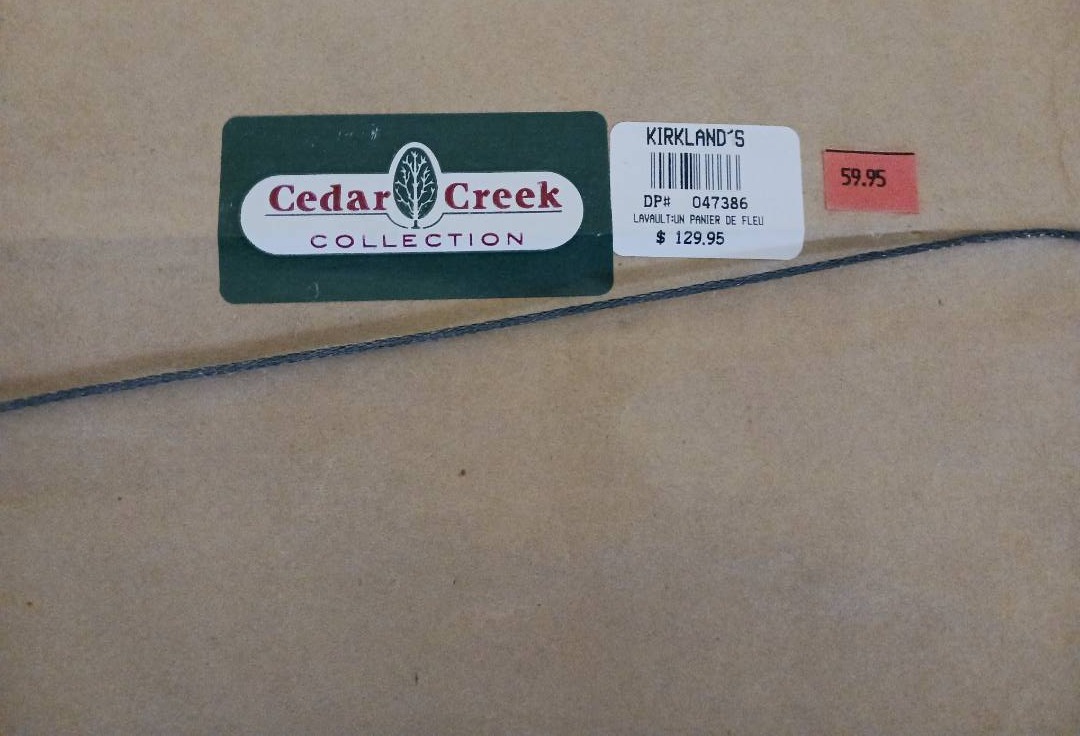 Cedar Creek
COLLECTION
KIRKLAND'S
DP# 047386
LAVAULT:UN PANIER DE FLEU
$ 129.95
59.95